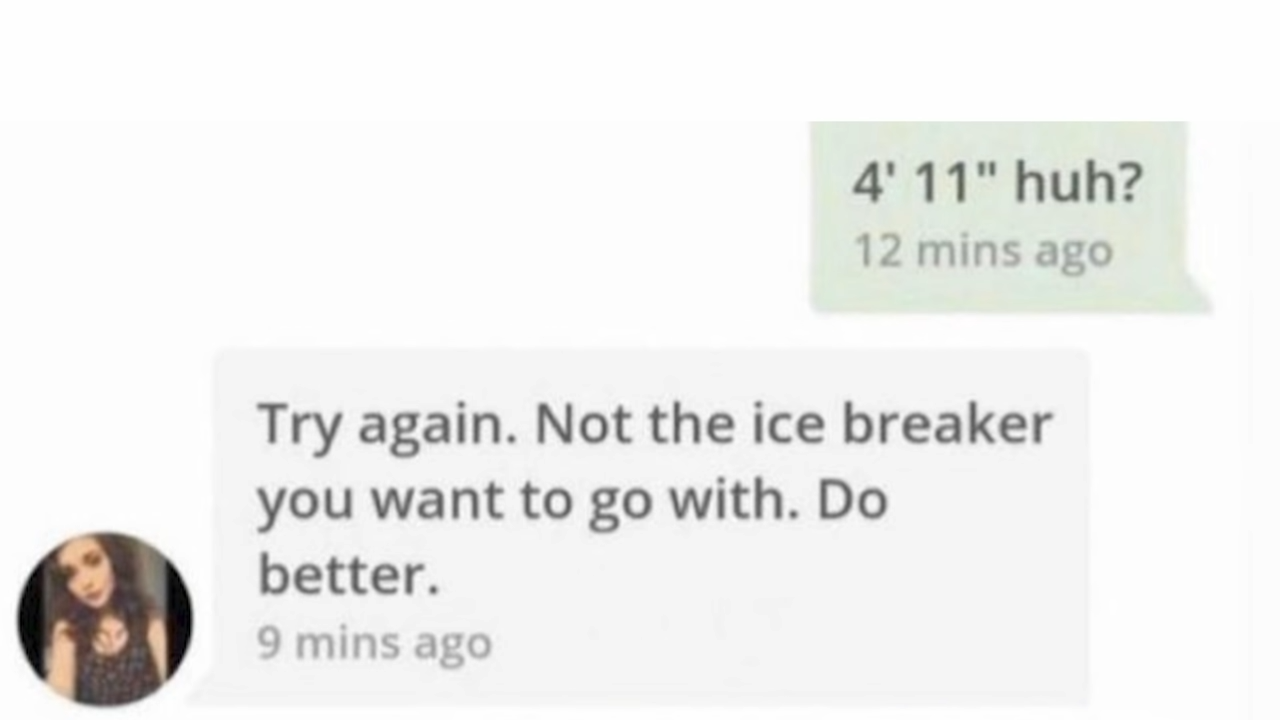 4' 11" huh?
12 mins ago
Try again. Not the ice breaker
you want to go with. Do
better.
9 mins ago